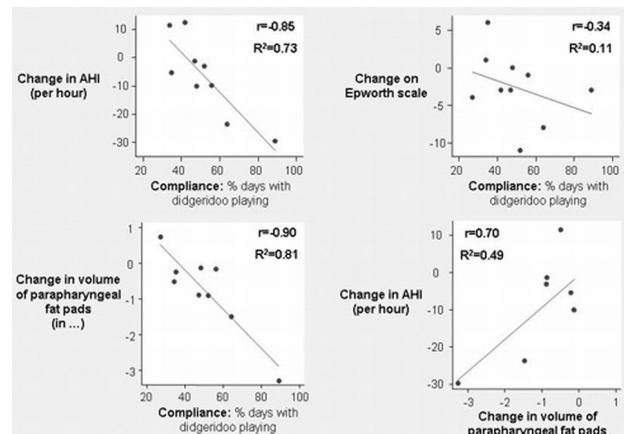 r=-0.85
R²=0.73
Change in AHI
(per hour)
10
0
-10
-20
-30
20 40 60 80 100
Compliance: % days with
didgeridoo playing
r=-0.34
R²=0.11
Change on
Epworth scale
5
0
-5
-10
20 40 60 80 100
Compliance: % days with
didgeridoo playing
r=-0.90
R²=0.81
Change in volume
of parapharyngeal
fat pads
(in ...)
1
0
-1
-2
-3
20 40 60 80 100
Compliance: % days with
didgeridoo playing
r=0.70
R²=0.49
Change in AHI
(per hour)
10
0
-10
-20
-30
-3 -2 -1 0 1
Change in volume of
parapharyngeal fat pads